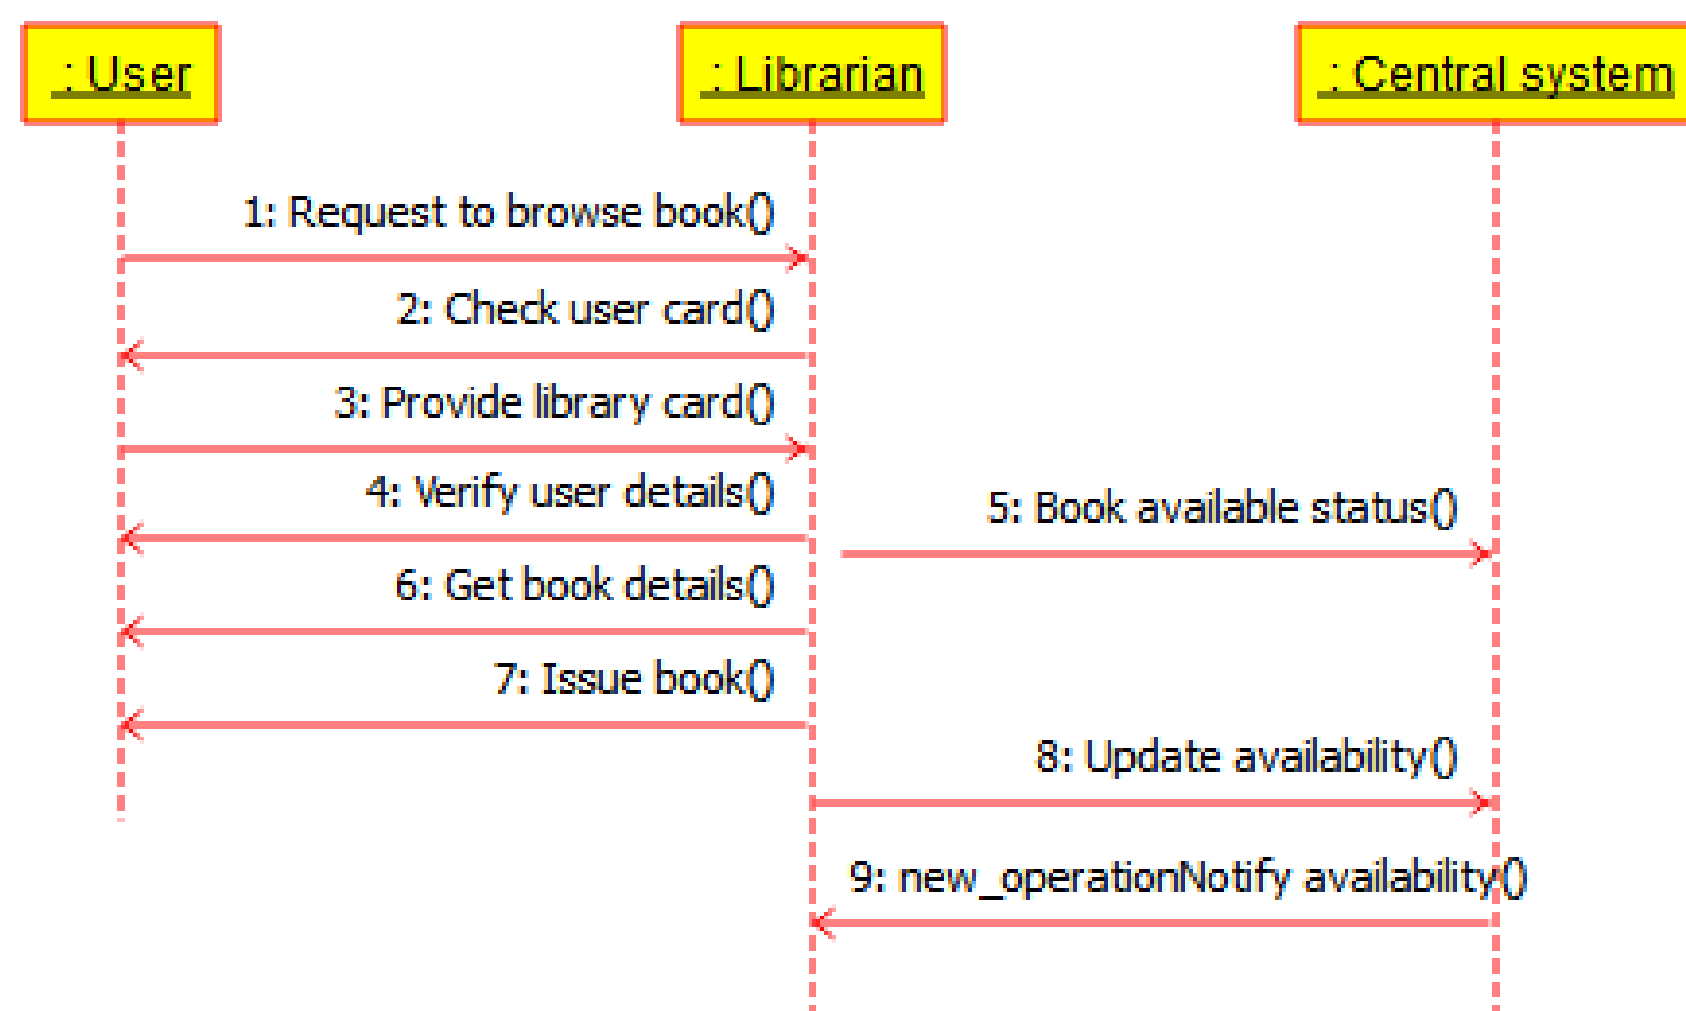 : User
: Librarian
: Central system
1: Request to browse book()
2: Check user card()
3: Provide library card()
4: Verify user details()
5: Book available status()
6: Get book details()
7: Issue book()
8: Update availability()
9: new_operationNotify availability()